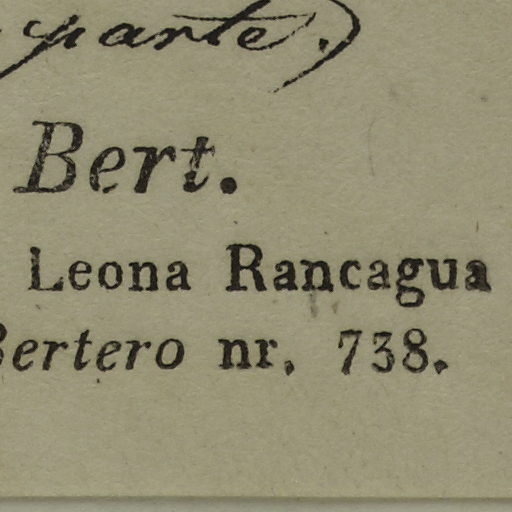 parte.)
Bert.
Leona Rancagua
Bertero nr. 738.